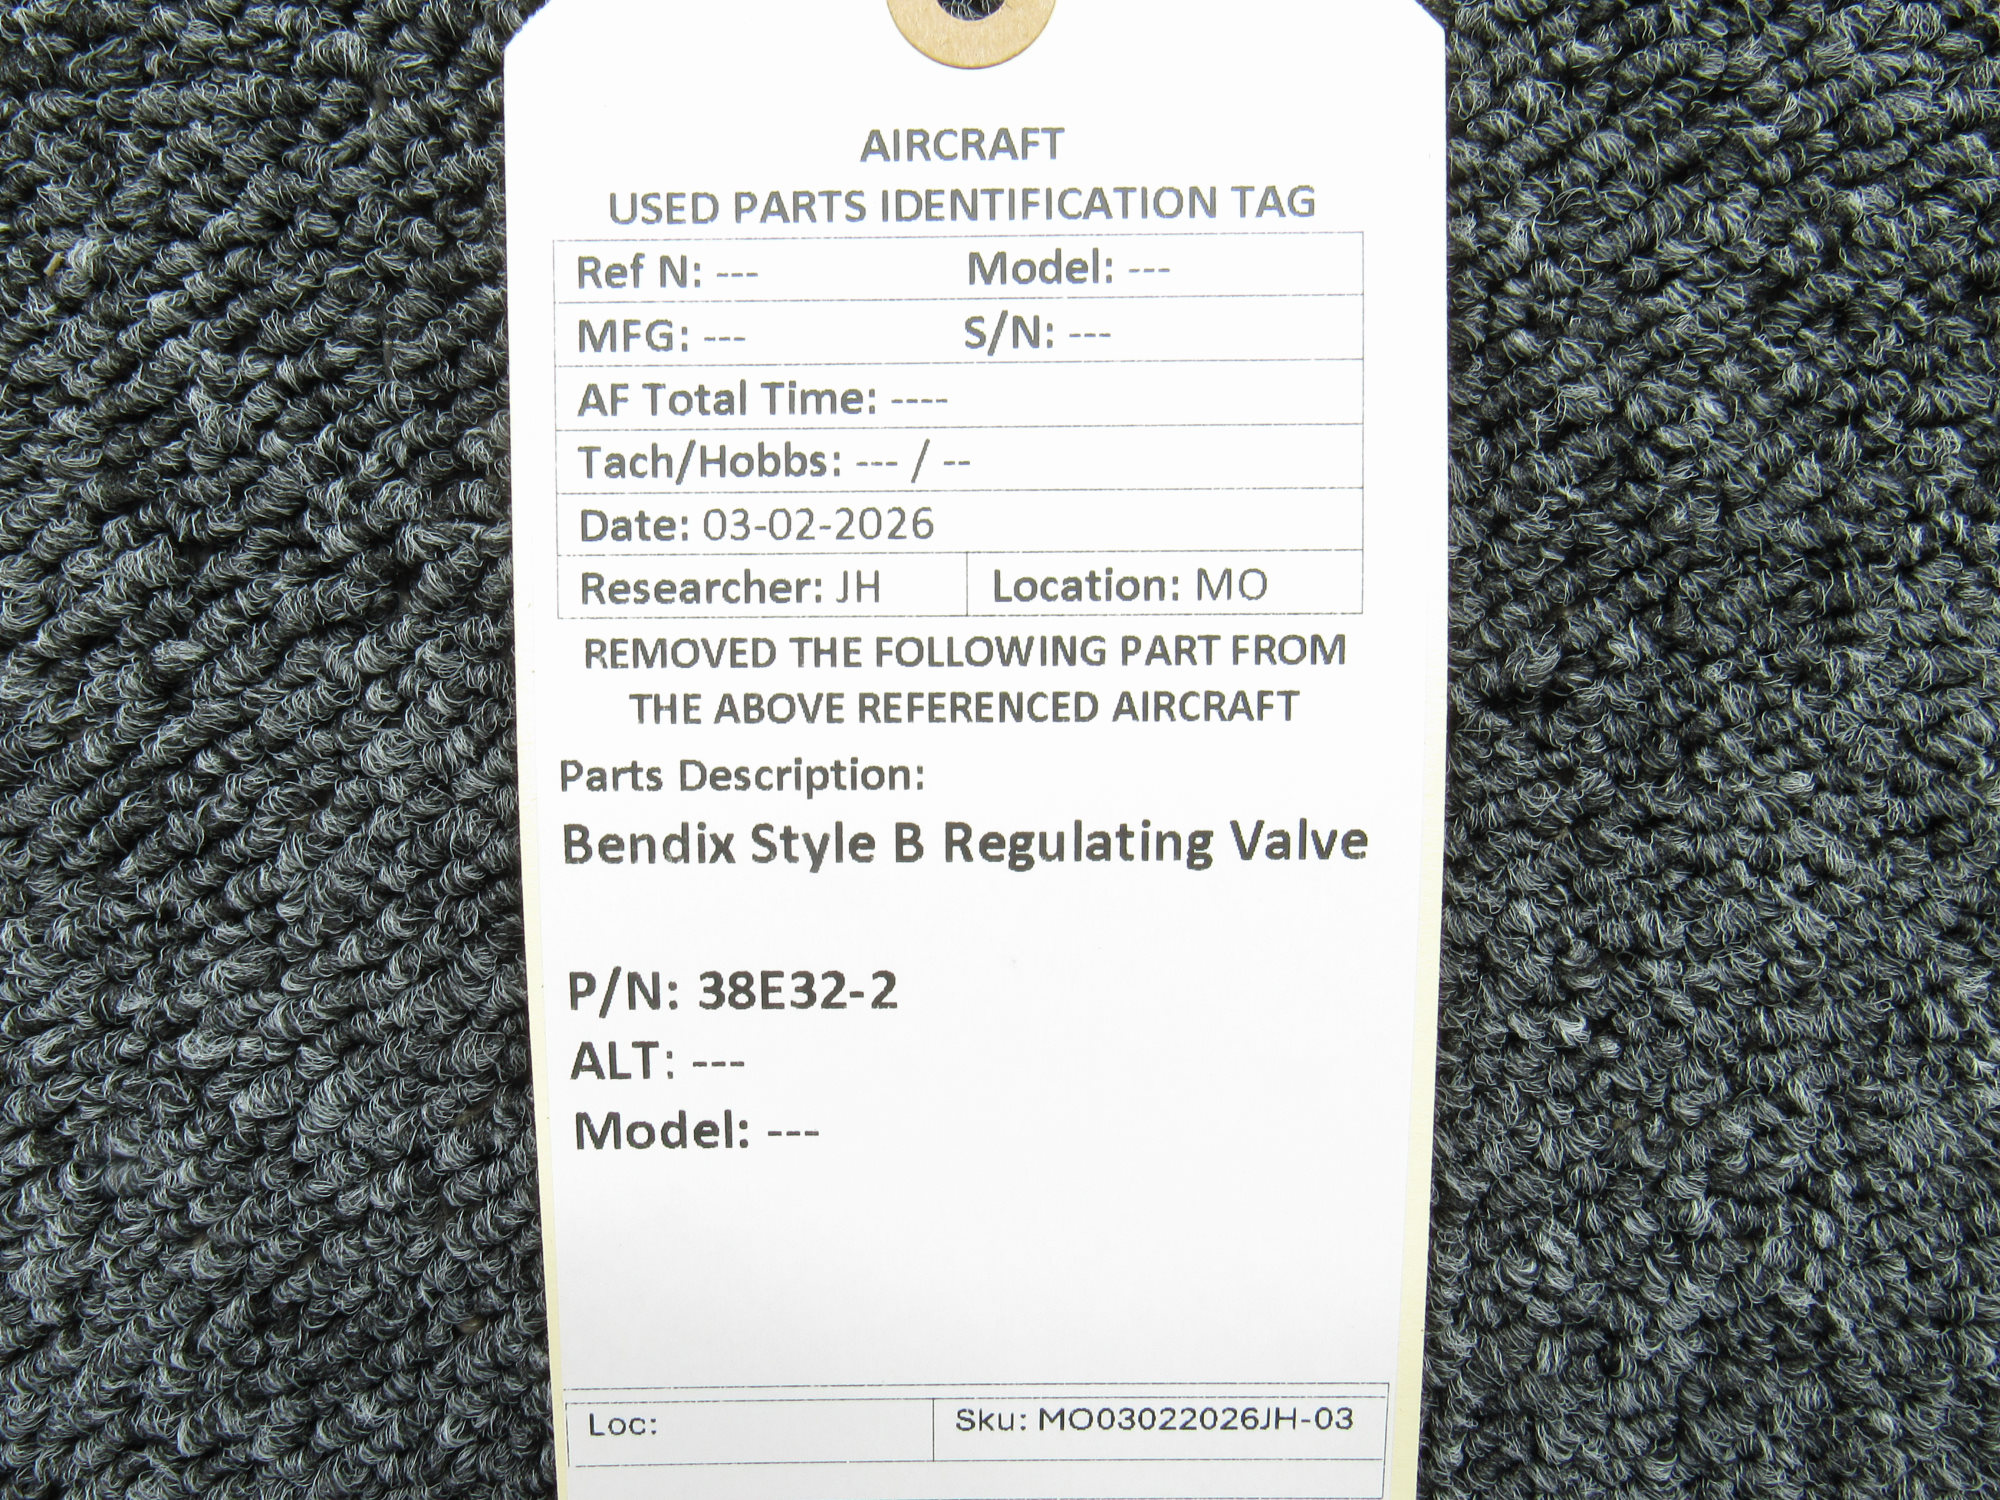 AIRCRAFT
USED PARTS IDENTIFICATION TAG
Ref N: --- Model: ---
MFG: --- S/N: ---
AF Total Time: ----
Tach/Hobbs: --- / --
Date: 03-02-2026
Researcher: JH Location: MO
REMOVED THE FOLLOWING PART FROM
THE ABOVE REFERENCED AIRCRAFT
Parts Description:
Bendix Style B Regulating Valve
P/N: 38E32-2
ALT: ---
Model: ---
Loc: Sku: MO03022026JH-03